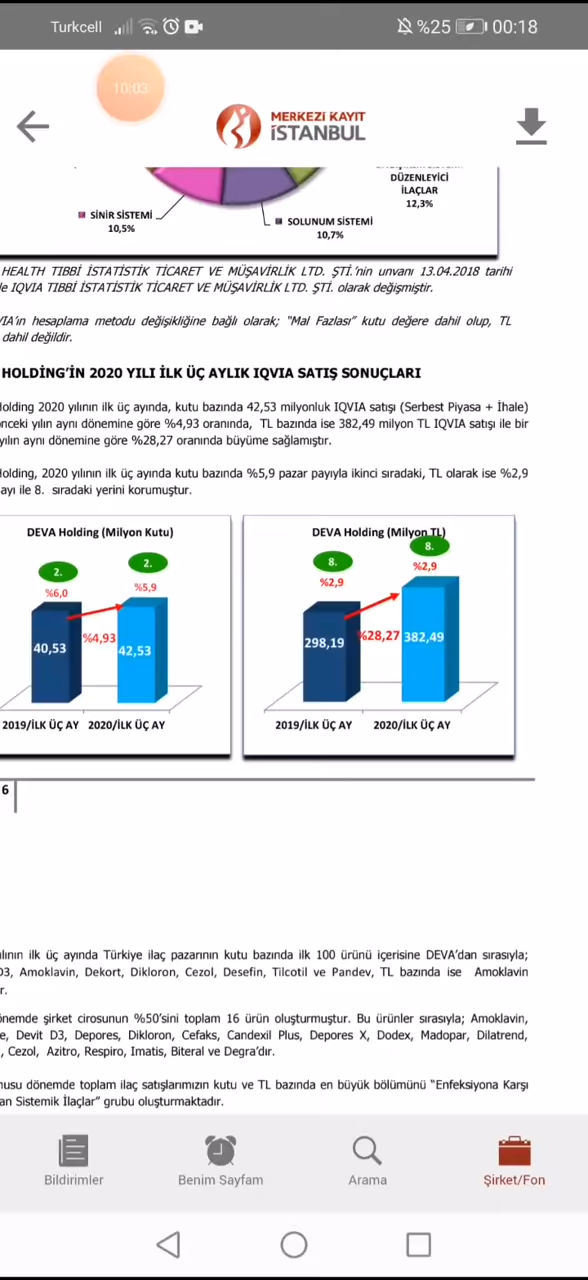 Turkcell %25 00:18
10:03
MERKEZİ KAYIT
İSTANBUL
DÜZENLEYİCİ
İLAÇLAR
12,3%
SİNİR SİSTEMİ
10,5%
SOLUNUM SİSTEMİ
10,7%
HEALTH TIBBİ İSTATİSTİK TİCARET VE MÜŞAVİRLİK LTD. ŞTİ.'nin unvanı 13.04.2018 tarihi
le IQVIA TIBBİ İSTATİSTİK TİCARET VE MÜŞAVİRLİK LTD. ŞTİ. olarak değişmiştir.
VIA'ın hesaplama metodu değişikliğine bağlı olarak; "Mal Fazlası" kutu değere dahil olup, TL
dahil değildir.
HOLDİNG'İN 2020 YILI İLK ÜÇ AYLIK IQVIA SATIŞ SONUÇLARI
Holding 2020 yılının ilk üç ayında, kutu bazında 42,53 milyonluk IQVIA satışı (Serbest Piyasa + İhale)
önceki yılın aynı dönemine göre %4,93 oranında, TL bazında ise 382,49 milyon TL IQVIA satışı ile bir
yılın aynı dönemine göre %28,27 oranında büyüme sağlamıştır.
Holding, 2020 yılının ilk üç ayında kutu bazında %5,9 pazar payıyla ikinci sıradaki, TL olarak ise %2,9
ayı ile 8. sıradaki yerini korumuştur.
DEVA Holding (Milyon Kutu)
2.
%6,0
2.
%5,9
40,53
%4,93
42,53
2019/İLK ÜÇ AY 2020/İLK ÜÇ AY
DEVA Holding (Milyon TL)
8.
%2,9
8.
%2,9
298,19
%28,27
382,49
2019/İLK ÜÇ AY 2020/İLK ÜÇ AY
6
ılının ilk üç ayında Türkiye ilaç pazarının kutu bazında ilk 100 ürünü içerisine DEVA'dan sırasıyla;
D3, Amoklavin, Dekort, Dikloron, Cezol, Desefin, Tilcotil ve Pandev, TL bazında ise Amoklavin
r.
önemde şirket cirosunun %50'sini toplam 16 ürün oluşturmuştur. Bu ürünler sırasıyla; Amoklavin,
e, Devit D3, Depores, Dikloron, Cefaks, Candexil Plus, Depores X, Dodex, Madopar, Dilatrend,
, Cezol, Azitro, Respiro, Imatis, Biteral ve Degra'dır.
nusu dönemde toplam ilaç satışlarımızın kutu ve TL bazında en büyük bölümünü "Enfeksiyona Karşı
an Sistemik İlaçlar" grubu oluşturmaktadır.
Bildirimler
Benim Sayfam
Arama
Şirket/Fon